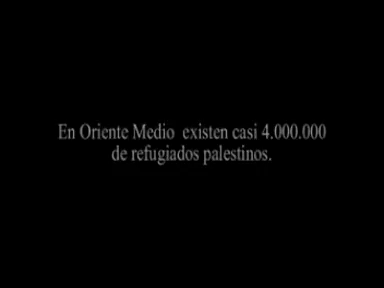 En Oriente Medio existen casi 4.000.000
de refugiados palestinos.